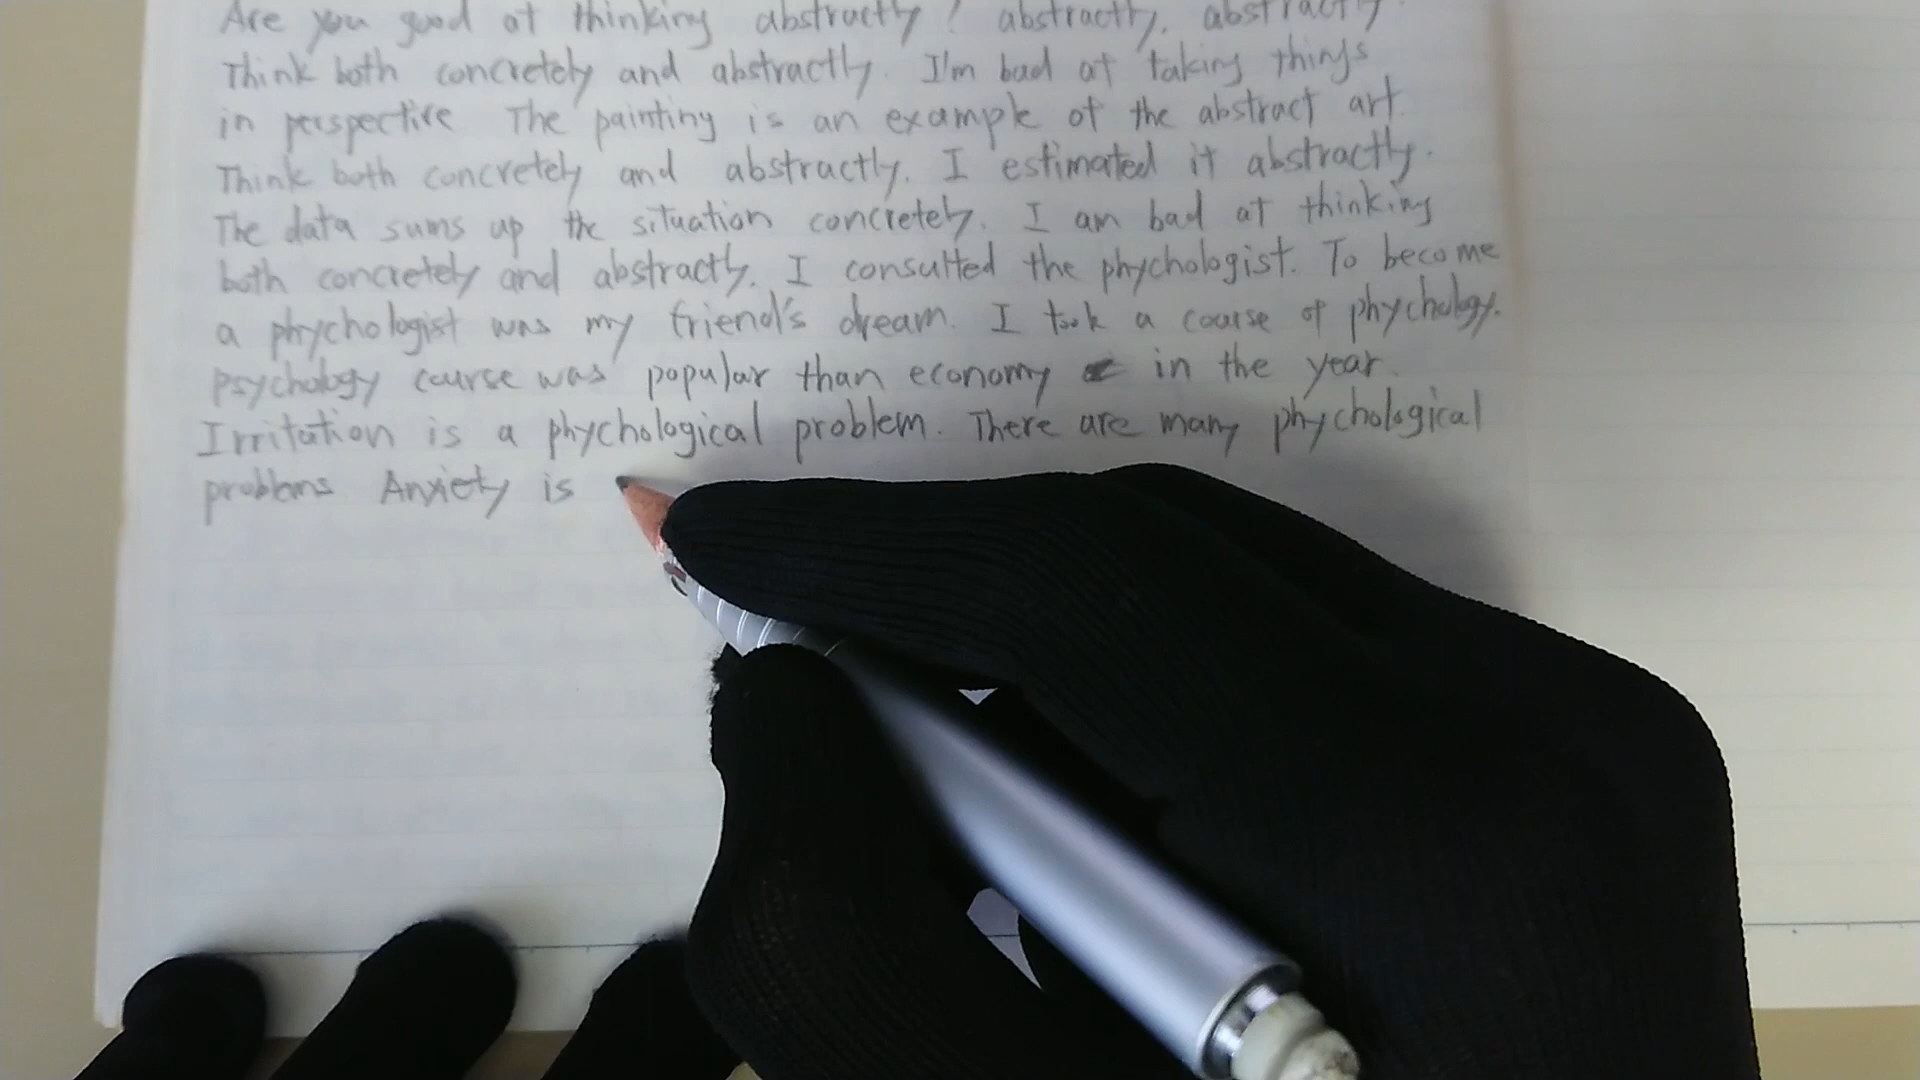 Are you good at thinking abstractly? abstractly, abstractly.
Think both concretely and abstractly. I'm bad at taking things
in perspective The painting is an example of the abstract art.
Think both concretely and abstractly. I estimated it abstractly.
The data sums up the situation concretely. I am bad at thinking
both concretely and abstractly. I consulted the phychologist. To become
a phychologist was my friend's dream. I took a course of phychology.
psychology course was popular than economy in the year.
Irritation is a phychological problem. There are many phychological
problems Anxiety is